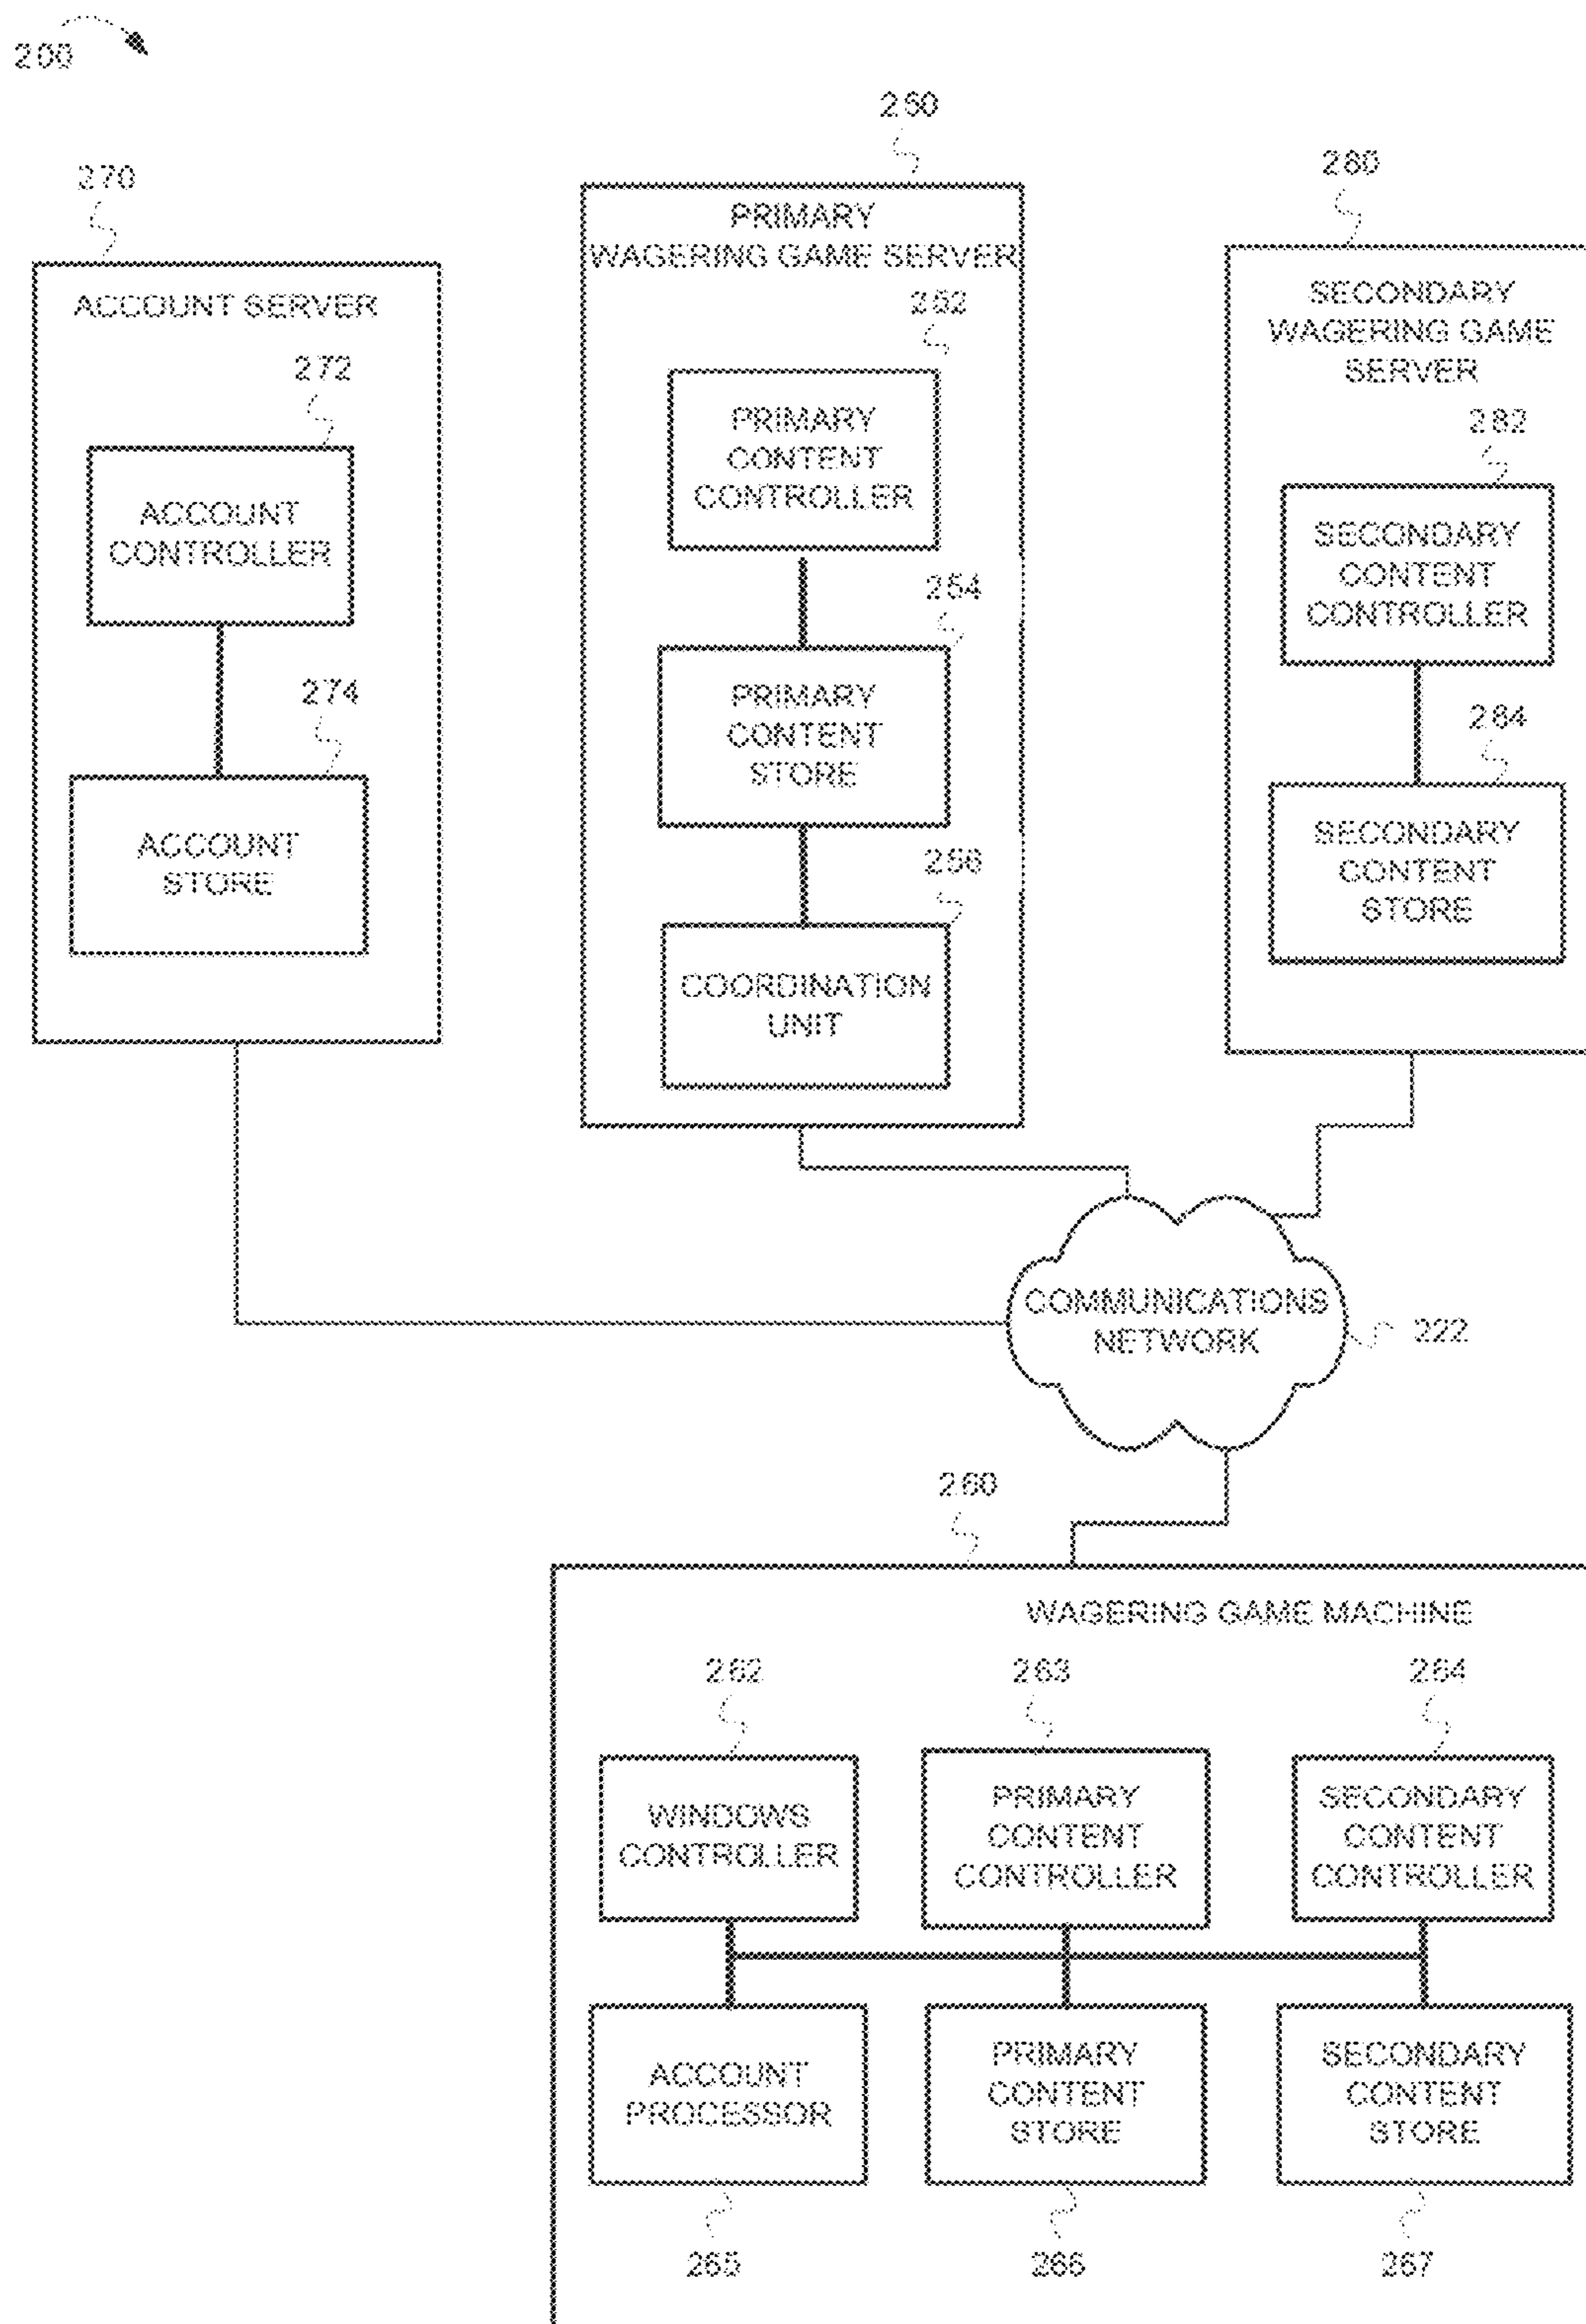 200
270
ACCOUNT SERVER
272
ACCOUNT
CONTROLLER
274
ACCOUNT
STORE
250
PRIMARY
WAGERING GAME SERVER
252
PRIMARY
CONTENT
CONTROLLER
254
PRIMARY
CONTENT
STORE
256
COORDINATION
UNIT
280
SECONDARY
WAGERING GAME
SERVER
282
SECONDARY
CONTENT
CONTROLLER
284
SECONDARY
CONTENT
STORE
COMMUNICATIONS
NETWORK
222
260
WAGERING GAME MACHINE
262
WINDOWS
CONTROLLER
263
PRIMARY
CONTENT
CONTROLLER
264
SECONDARY
CONTENT
CONTROLLER
ACCOUNT
PROCESSOR
265
PRIMARY
CONTENT
STORE
266
SECONDARY
CONTENT
STORE
267